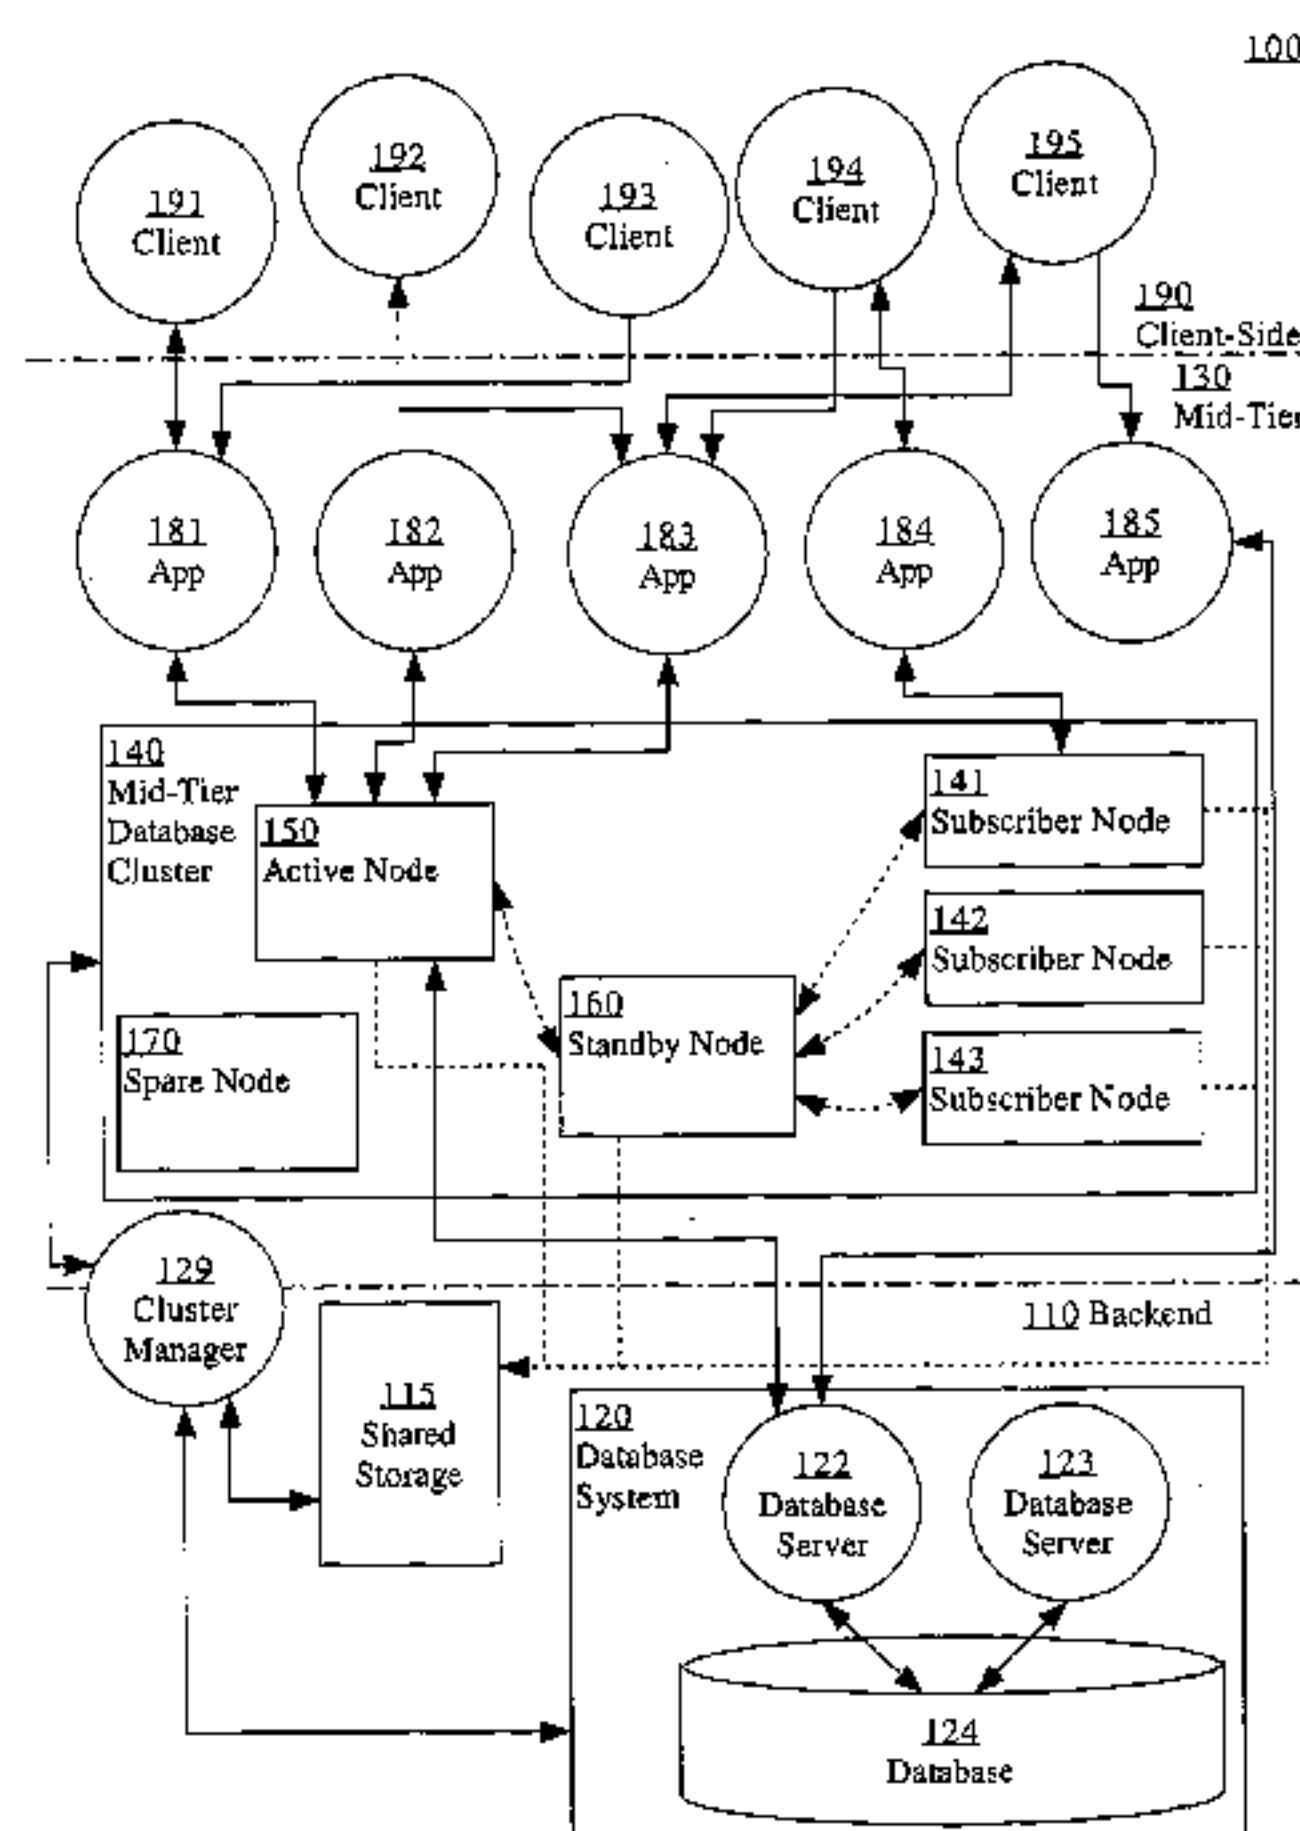 100
191
Client
192
Client
193
Client
194
Client
195
Client
190
Client-Side
130
Mid-Tier
181
App
182
App
183
App
184
App
185
App
140
Mid-Tier
Database
Cluster
150
Active Node
141
Subscriber Node
142
Subscriber Node
143
Subscriber Node
160
Standby Node
170
Spare Node
129
Cluster
Manager
110 Backend
115
Shared
Storage
120
Database
System
122
Database
Server
123
Database
Server
124
Database